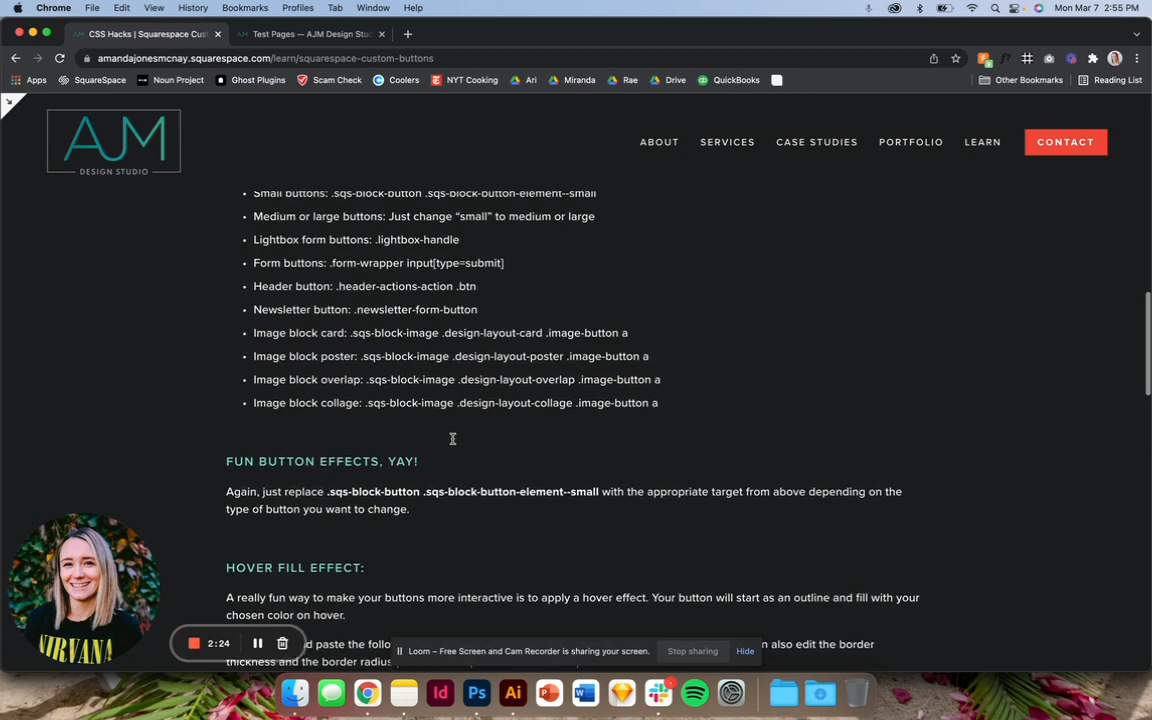 Chrome File Edit View History Bookmarks Profiles Tab Window Help Mon Mar 7 2:55 PM
CSS Hacks | Squarespace Cust Test Pages — AJM Design Stud
amandajonesmcnay.squarespace.com/learn/squarespace-custom-buttons
Apps SquareSpace Noun Project Ghost Plugins Scam Check Coolers NYT Cooking Ari Miranda Rae Drive QuickBooks Other Bookmarks Reading List
AJM
DESIGN STUDIO
ABOUT SERVICES CASE STUDIES PORTFOLIO LEARN CONTACT
• Small buttons: .sqs-block-button .sqs-block-button-element--small
• Medium or large buttons: Just change “small” to medium or large
• Lightbox form buttons: .lightbox-handle
• Form buttons: .form-wrapper input[type=submit]
• Header button: .header-actions-action .btn
• Newsletter button: .newsletter-form-button
• Image block card: .sqs-block-image .design-layout-card .image-button a
• Image block poster: .sqs-block-image .design-layout-poster .image-button a
• Image block overlap: .sqs-block-image .design-layout-overlap .image-button a
• Image block collage: .sqs-block-image .design-layout-collage .image-button a
FUN BUTTON EFFECTS, YAY!
Again, just replace .sqs-block-button .sqs-block-button-element--small with the appropriate target from above depending on the
type of button you want to change.
HOVER FILL EFFECT:
A really fun way to make your buttons more interactive is to apply a hover effect. Your button will start as an outline and fill with your
chosen color on hover.
d paste the follo n also edit the border
thickness and the border radius
NIRVANA
2:24
Loom – Free Screen and Cam Recorder is sharing your screen. Stop sharing Hide
Id Ps Ai